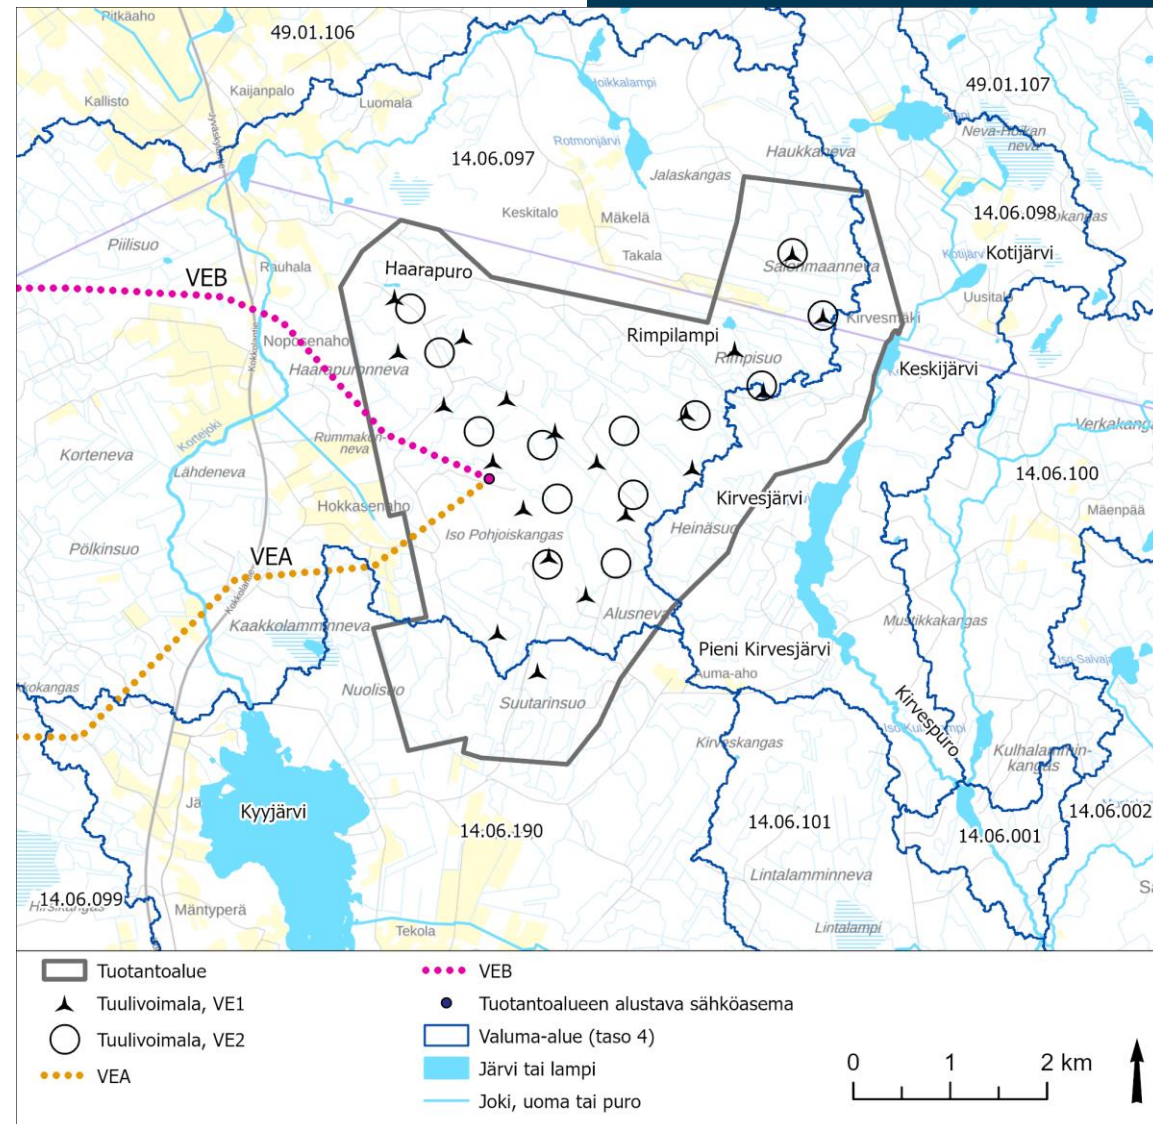 Pitkäaho
49.01.106
Kallisto
Kaijanpalo
Luomala
49.01.107
Neva-Hoikan
neva
Rotmonjärvi
14.06.097
Haukkaneva
Jalaskangas
Keskitalo
Mäkelä
14.06.098
Kotijärvi
Piilisuo
Takala
VEB
Rauhala
Haarapuro
Salonmaanneva
Uusitalo
Kokkolantie
Noposenaho
Rimpilampi
Kirvesmäki
Haarapuronneva
Rimpisuo
Keskijärvi
Kortejoki
Korteneva
Lähdeneva
14.06.100
Hokkasenaho
Kirvesjärvi
Mäenpää
Iso Pohjoiskangas
Heinäsuo
Pölkinsuo
VEA
Kokkolantie
Alusneva
Kaakkolamminneva
Mustikkakangas
Pieni Kirvesjärvi
Auma-aho
Nuolisuo
Suutarinsuo
Kirvespuro
Kirveskangas
Kulhalammin-
kangas
Kyyjärvi
14.06.190
14.06.101
14.06.001
14.06.002
14.06.099
Lintalamminneva
Mäntyperä
Tekola
Lintalampi
Tuotantoalue
Tuulivoimala, VE1
Tuulivoimala, VE2
VEA
VEB
Tuotantoalueen alustava sähköasema
Valuma-alue (taso 4)
Järvi tai lampi
Joki, uoma tai puro
0 1 2 km